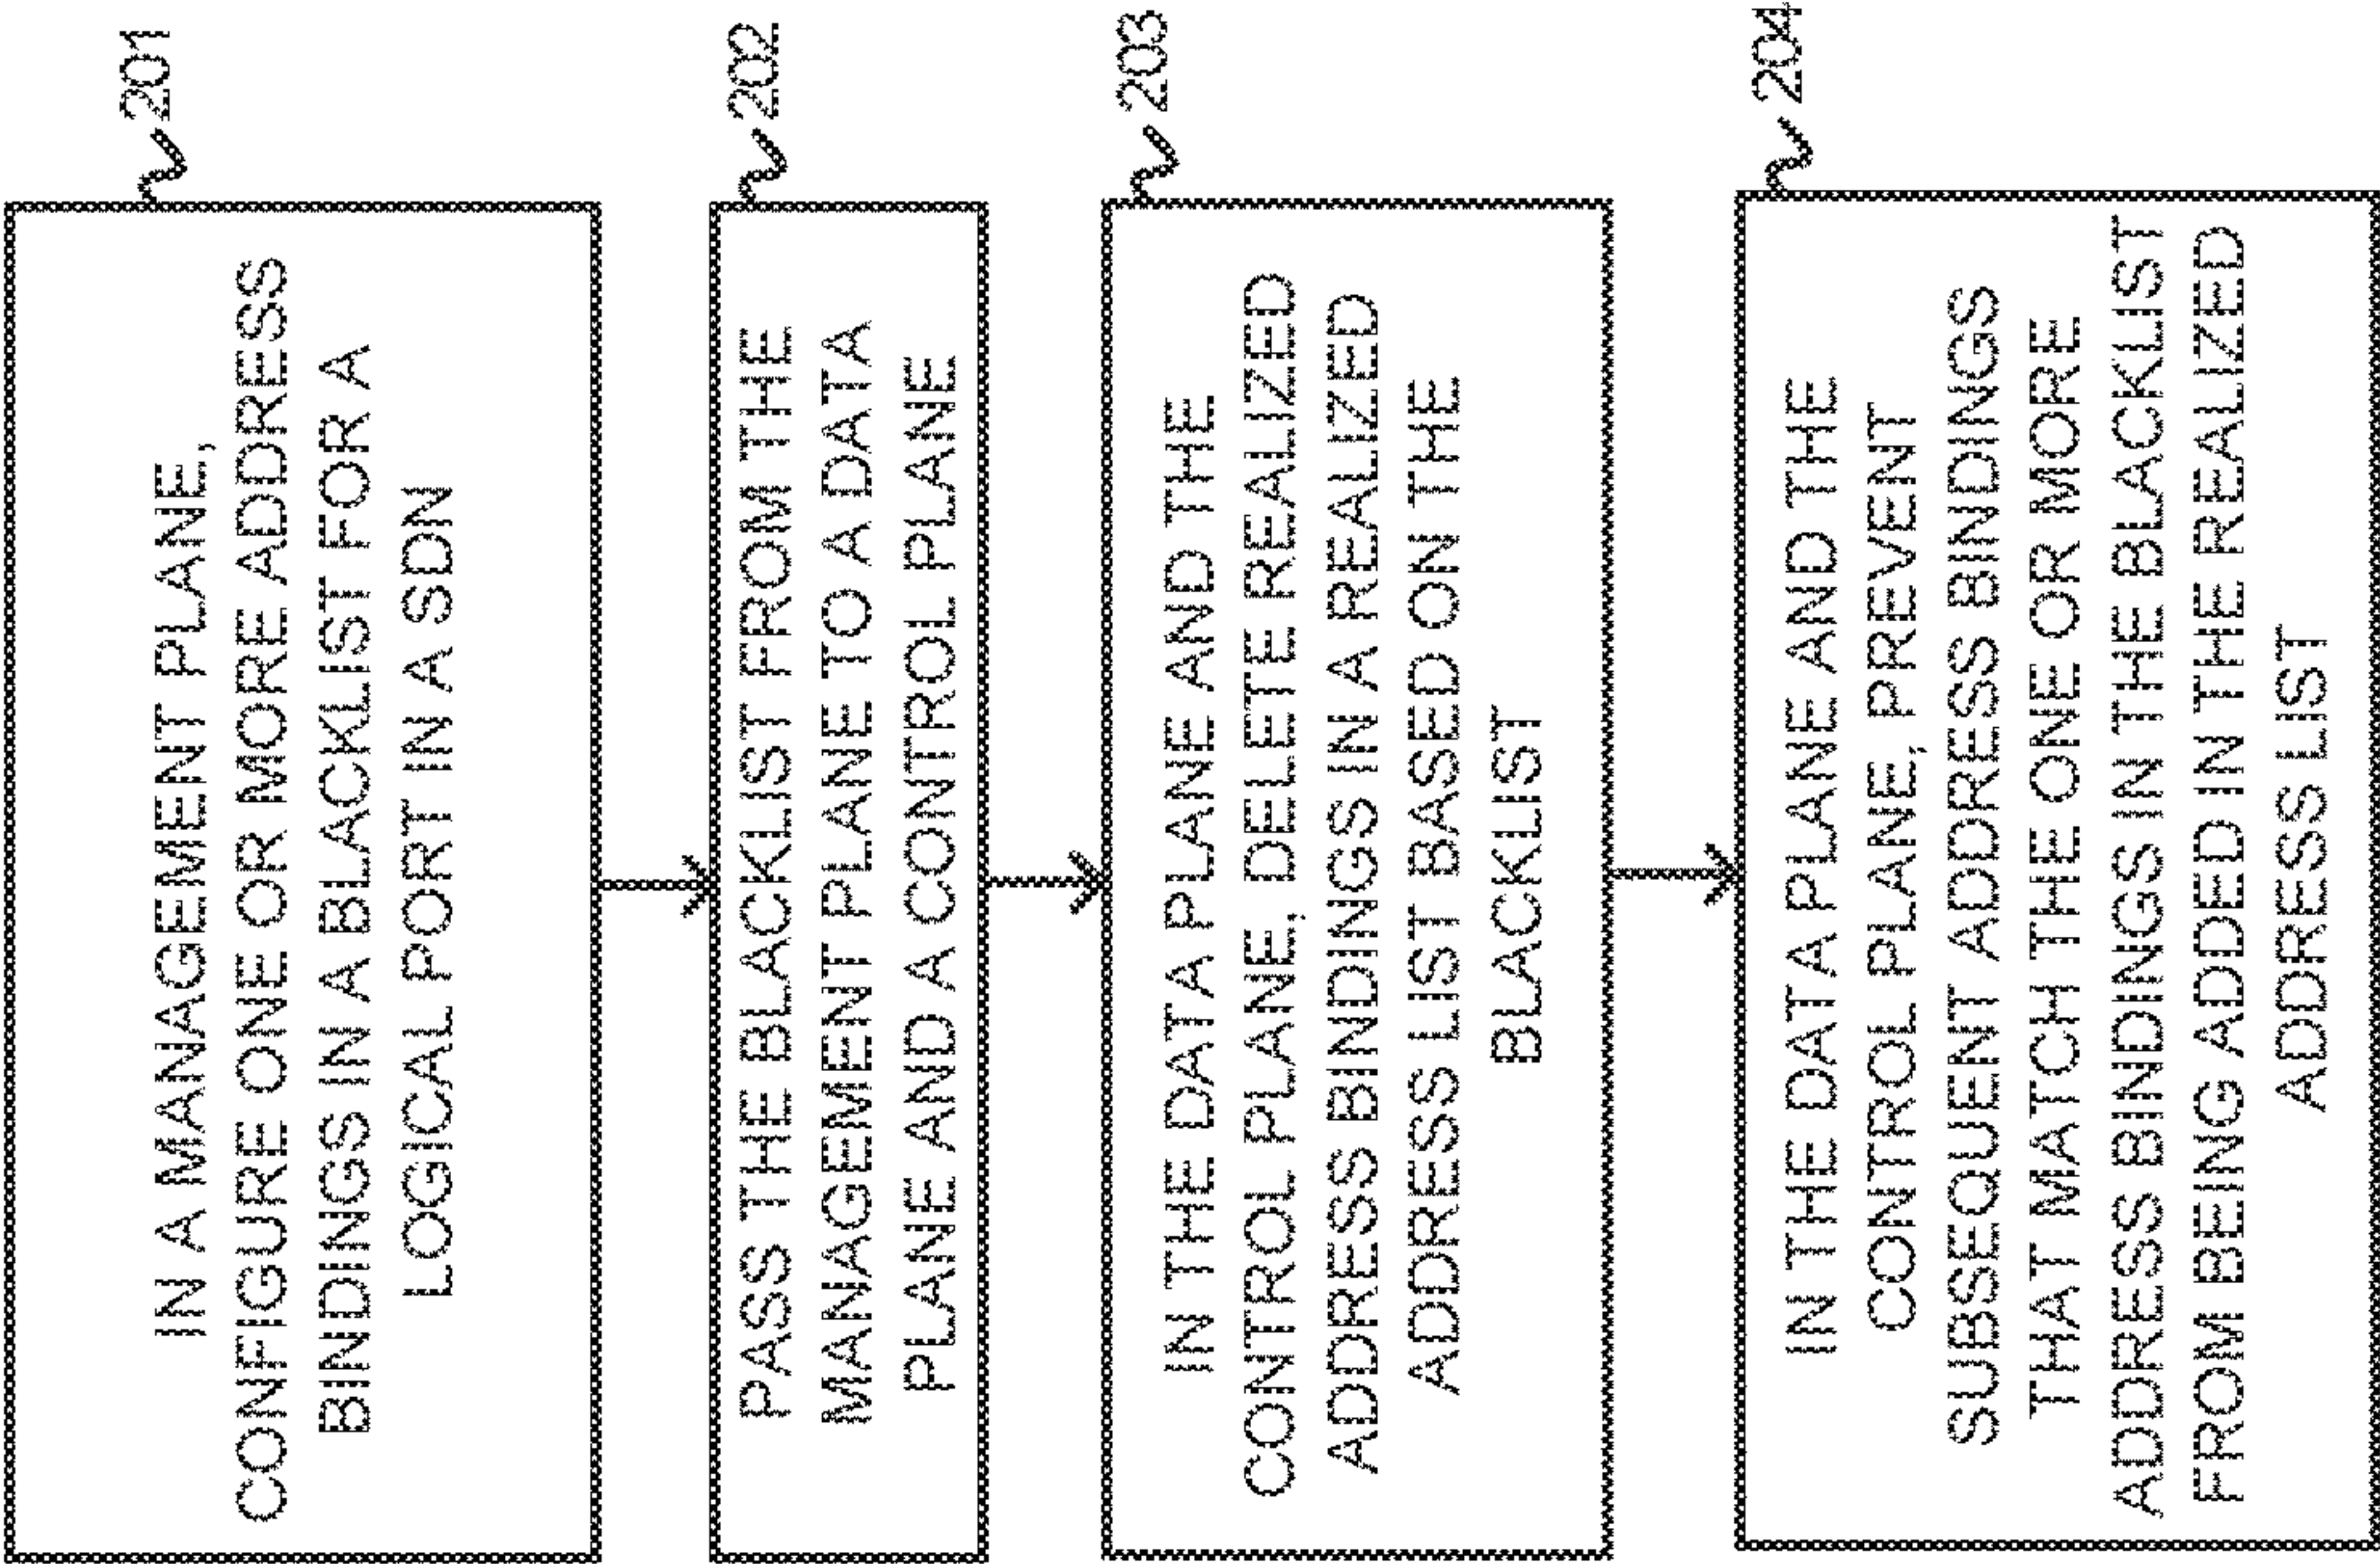 201
IN A MANAGEMENT PLANE,
CONFIGURE ONE OR MORE ADDRESS
BINDINGS IN A BLACKLIST FOR A
LOGICAL PORT IN A SDN
202
PASS THE BLACKLIST FROM THE
MANAGEMENT PLANE TO A DATA
PLANE AND A CONTROL PLANE
203
IN THE DATA PLANE AND THE
CONTROL PLANE, DELETE REALIZED
ADDRESS BINDINGS IN A REALIZED
ADDRESS LIST BASED ON THE
BLACKLIST
204
IN THE DATA PLANE AND THE
CONTROL PLANE, PREVENT
SUBSEQUENT ADDRESS BINDINGS
THAT MATCH THE ONE OR MORE
ADDRESS BINDINGS IN THE BLACKLIST
FROM BEING ADDED IN THE REALIZED
ADDRESS LIST